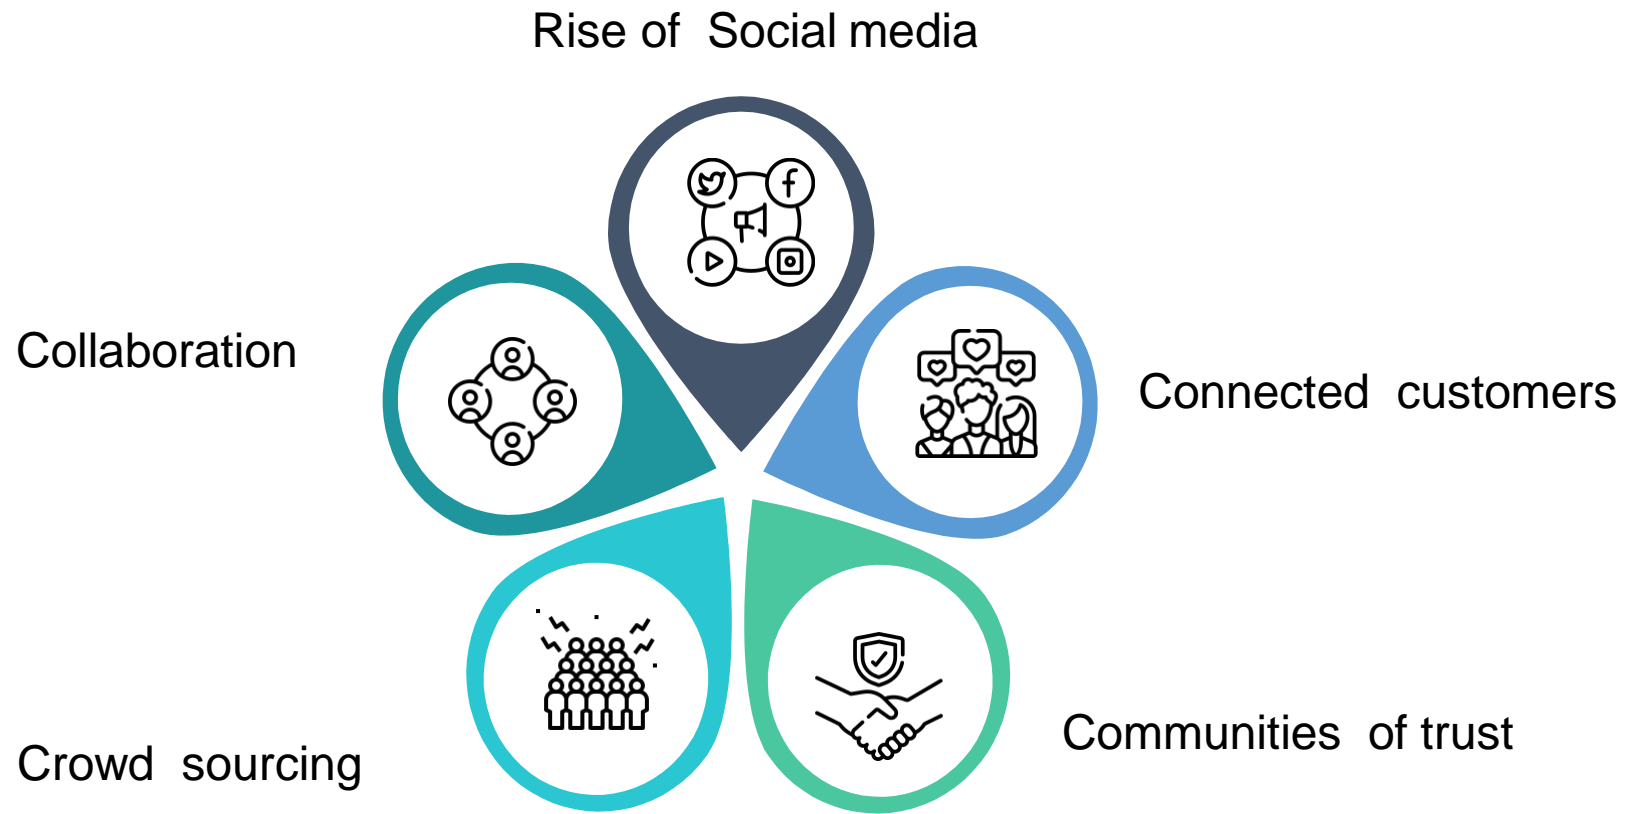 Rise of  Social media
Collaboration
Connected  customers
Communities  of trust
Crowd  sourcing